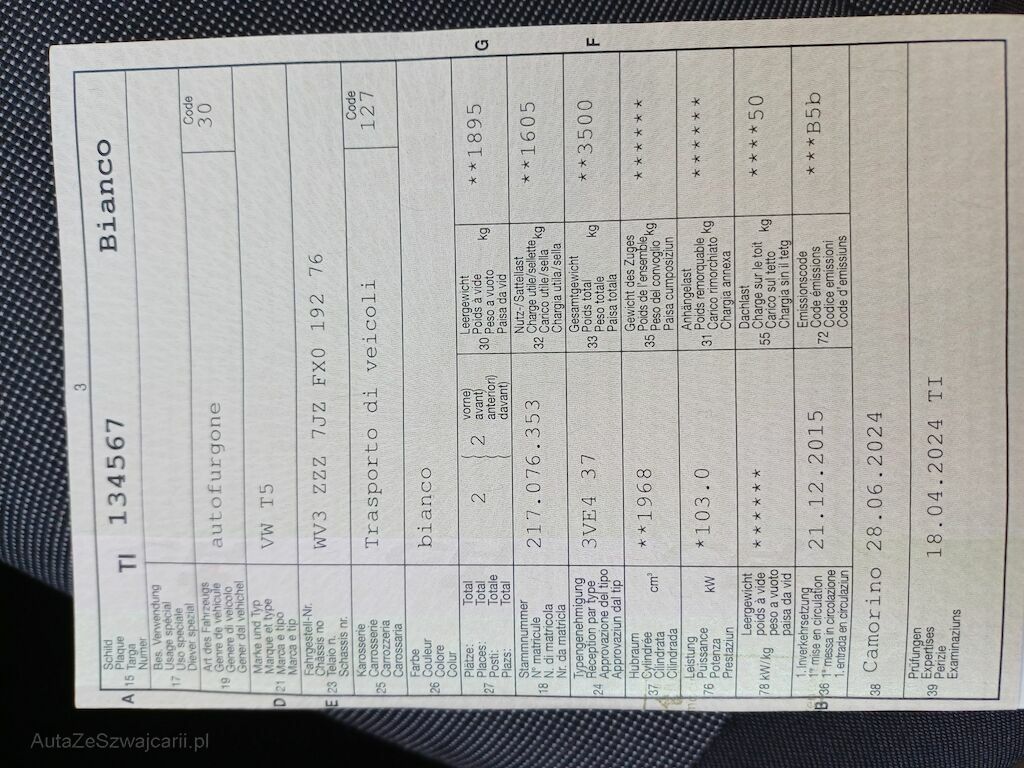 3
A 15 Schild
Plaque
Targa
Numer
TI 134567 Bianco
17 Bes. Verwendung
Usage spécial
Uso speciale
Diever spezial
19 Art des Fahrzeugs
Genre de véhicule
Genere di veicolo
Gener dal vehichel
autofurgone
Code
30
D 21 Marke und Typ
Marque et type
Marca e tipo
Marca e tip
VW T5
E 23 Fahrgestell-Nr.
Châssis no
Telaio n.
Schassis nr.
WV3 ZZZ 7JZ FX0 192 76
25 Karosserie
Carrosserie
Carrozzeria
Carossaria
Trasporto di veicoli
Code
127
26 Farbe
Couleur
Colore
Colur
bianco
27 Plätze: Total
Places: Total
Posti: Totale
Plazs: Total
2 } 2
vorne)
avant)
anteriori)
davant)
G
30 Leergewicht
Poids à vide
Peso a vuoto
Paisa da vid
kg
**1895
18 Stammnummer
N° matricule
N. di matricola
Nr. da matricla
217.076.353
32 Nutz-/Sattellast
Charge utile/sellette
Carico utile/sella
Chargia utila/sella
kg
**1605
24 Typengenehmigung
Réception par type
Approvazione del tipo
Approvaziun dal tip
3VE4 37
F
33 Gesamtgewicht
Poids total
Peso totale
Paisa totala
kg
**3500
37 Hubraum
Cylindrée
Cilindrata
Cilindrada
cm³
**1968
35 Gewicht des Zuges
Poids de l'ensemble
Peso del convoglio
Paisa cumposiziun
kg
******
76 Leistung
Puissance
Potenza
Prestaziun
kW
*103.0
31 Anhängelast
Poids remorquable
Carico rimorchiato
Chargia annexa
kg
******
78 kW/kg Leergewicht
poids à vide
peso a vuoto
paisa da vid
******
55 Dachlast
Charge sur le toit
Carico sul tetto
Chargia sin il tetg
kg
****50
B 36 1. Inverkehrsetzung
1re mise en circulation
1a messa in circolazione
1. entrada en circulaziun
21.12.2015
72 Emissionscode
Code émissions
Codice emissioni
Code d'emissiuns
***B5b
38 Camorino 28.06.2024
39 Prüfungen
Expertises
Perizie
Examinaziuns
18.04.2024 TI
AutaZeSzwajcarii.pl